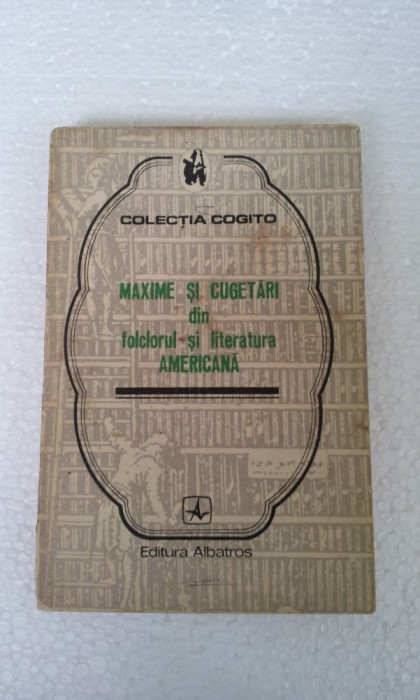 COLECȚIA COGITO
MAXIME ȘI CUGETĂRI
din
folclorul și literatura
AMERICANĂ
Editura Albatros